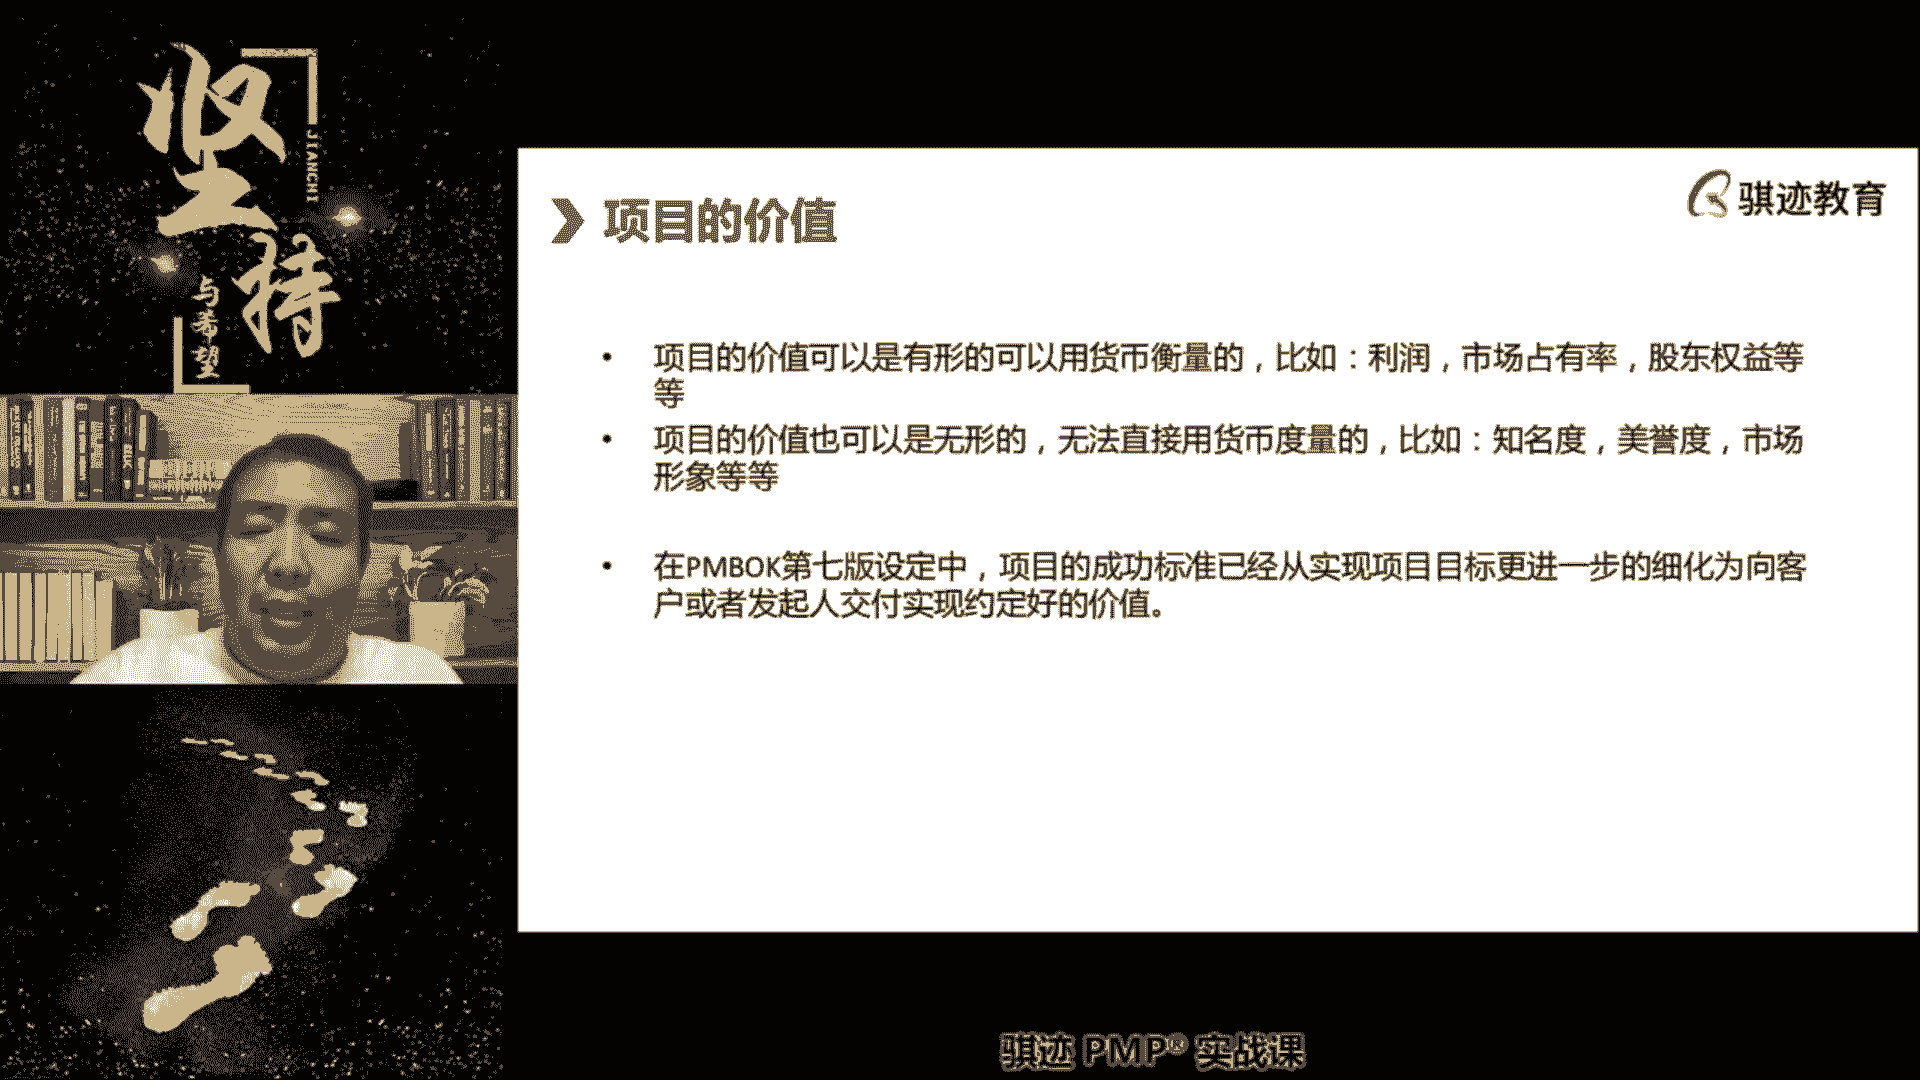 坚持
JIANCHI
与希望
骐迹教育
项目的价值
• 项目的价值可以是有形的可以用货币衡量的，比如：利润，市场占有率，股东权益等
等
• 项目的价值也可以是无形的，无法直接用货币度量的，比如：知名度，美誉度，市场
形象等等
• 在PMBOK第七版设定中，项目的成功标准已经从实现项目目标更进一步的细化为向客
户或者发起人交付实现约定好的价值。
骐迹 PMP® 实战课